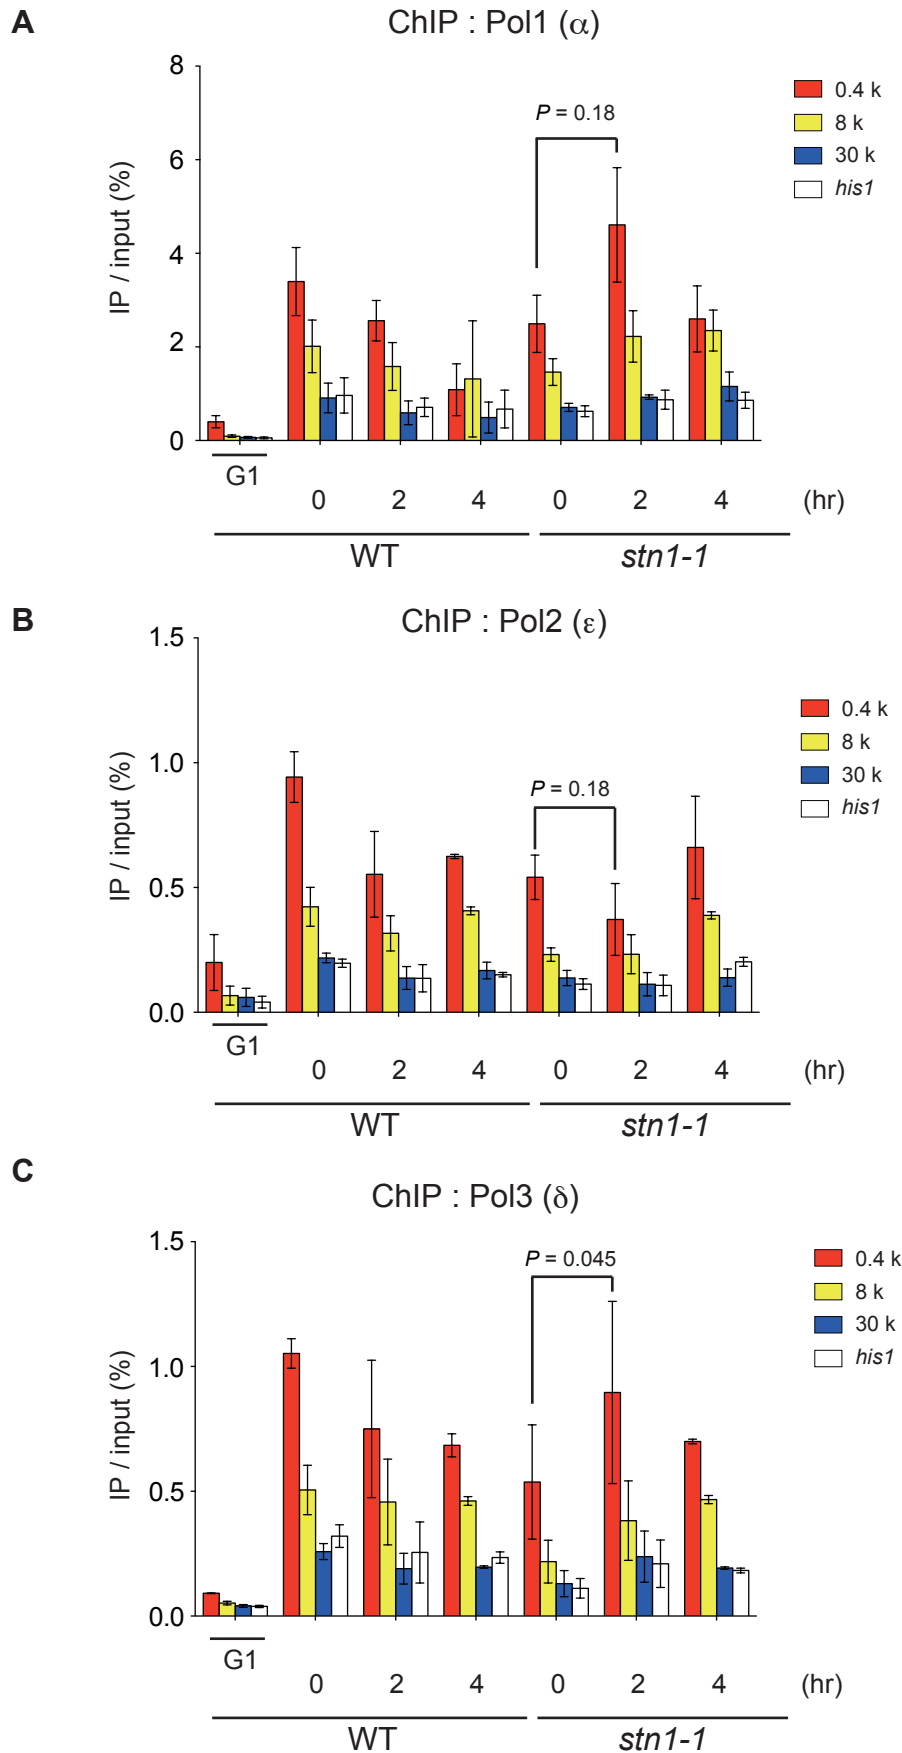 A
ChIP : Pol1 (α)
8
6
4
2
0
IP / input (%)
P = 0.18
0.4 k
8 k
30 k
his1
G1
0 2 4 0 2 4 (hr)
WT stn1-1
B
ChIP : Pol2 (ε)
1.5
1.0
0.5
0.0
IP / input (%)
P = 0.18
0.4 k
8 k
30 k
his1
G1
0 2 4 0 2 4 (hr)
WT stn1-1
C
ChIP : Pol3 (δ)
1.5
1.0
0.5
0.0
IP / input (%)
P = 0.045
0.4 k
8 k
30 k
his1
G1
0 2 4 0 2 4 (hr)
WT stn1-1